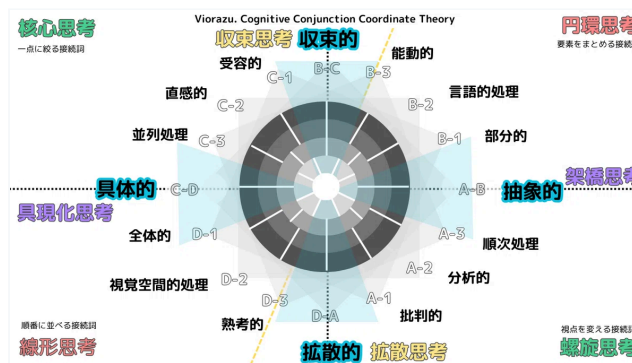 Viorazu. Cognitive Conjunction Coordinate Theory
核心思考
一点に絞る接続詞
収束思考 収束的
円環思考
要素をまとめる接続
受容的
能動的
C-1 B-C B-3
直感的
言語的処理
C-2 B-2
並列処理
部分的
C-3 B-1
具体的
C-D A-B
抽象的
架橋思考
具現化思考
全体的
D-1 A-3
順次処理
視覚空間的処理
D-2 A-2
分析的
D-3 D-A A-1
熟考的
批判的
順番に並べる接続詞
線形思考
拡散的 拡散思考
視点を変える接続詞
螺旋思考